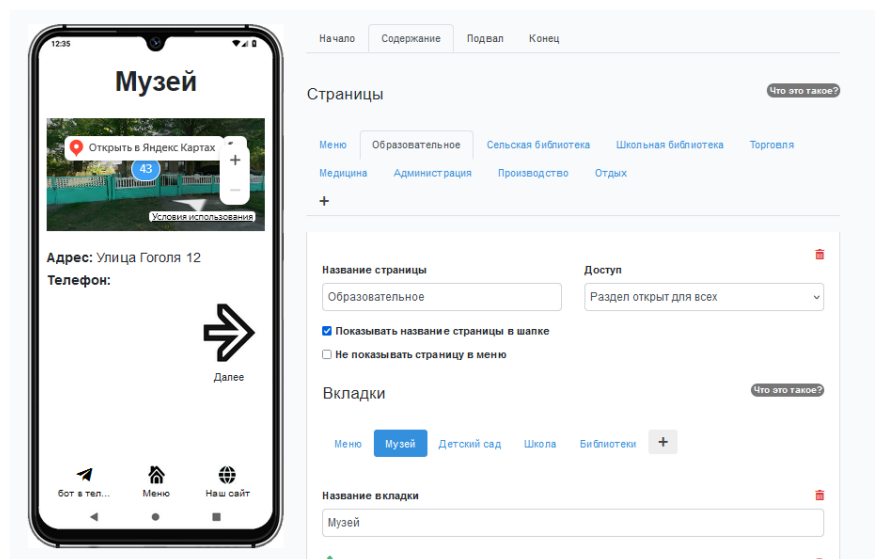 12:35
Музей
Открыть в Яндекс Картах
43
+
−
Условия использования
Адрес: Улица Гоголя 12
Телефон:
Далее
бот в тел... Меню Наш сайт
Начало Содержание Подвал Конец
Страницы Что это такое?
Меню Образовательное Сельская библиотека Школьная библиотека Торговля
Медицина Администрация Производство Отдых
+
Название страницы Доступ
Образовательное Раздел открыт для всех
Показывать название страницы в шапке
Не показывать страницу в меню
Вкладки Что это такое?
Меню Музей Детский сад Школа Библиотеки +
Название вкладки
Музей